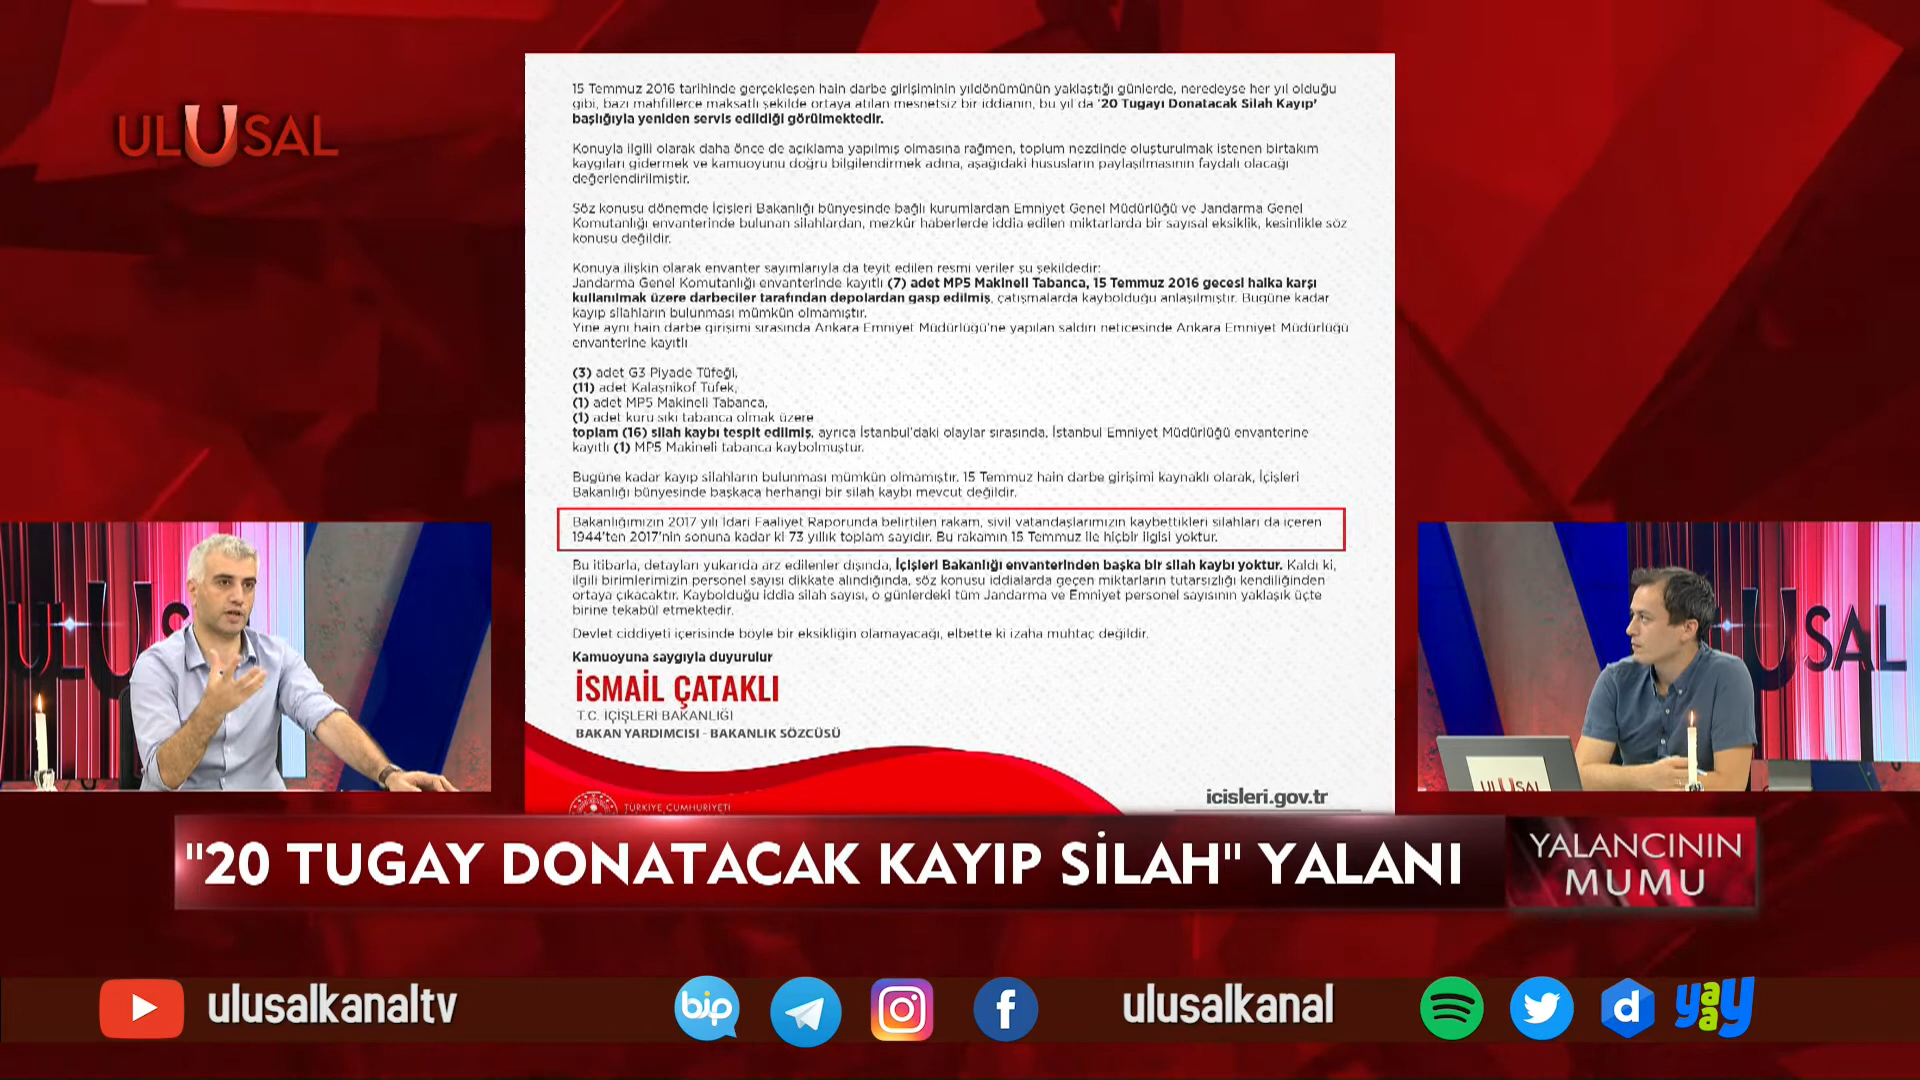 ULUSAL
15 Temmuz 2016 tarihinde gerçekleşen hain darbe girişiminin yıldönümünün yaklaştığı günlerde, neredeyse her yıl olduğu
gibi, bazı mahfillerce maksatlı şekilde ortaya atılan mesnetsiz bir iddianın, bu yıl da '20 Tugayı Donatacak Silah Kayıp'
başlığıyla yeniden servis edildiği görülmektedir.
Konuyla ilgili olarak daha önce de açıklama yapılmış olmasına rağmen, toplum nezdinde oluşturulmak istenen birtakım
kaygıları gidermek ve kamuoyunu doğru bilgilendirmek adına, aşağıdaki hususların paylaşılmasının faydalı olacağı
değerlendirilmiştir.
Söz konusu dönemde İçişleri Bakanlığı bünyesinde bağlı kurumlardan Emniyet Genel Müdürlüğü ve Jandarma Genel
Komutanlığı envanterinde bulunan silahlardan, mezkûr haberlerde iddia edilen miktarlarda bir sayısal eksiklik, kesinlikle söz
konusu değildir.
Konuya ilişkin olarak envanter sayımlarıyla da teyit edilen resmi veriler şu şekildedir:
Jandarma Genel Komutanlığı envanterinde kayıtlı (7) adet MP5 Makineli Tabanca, 15 Temmuz 2016 gecesi halka karşı
kullanılmak üzere darbeciler tarafından depolardan gasp edilmiş, çatışmalarda kaybolduğu anlaşılmıştır. Bugüne kadar
kayıp silahların bulunması mümkün olmamıştır.
Yine aynı hain darbe girişimi sırasında Ankara Emniyet Müdürlüğü'ne yapılan saldırı neticesinde Ankara Emniyet Müdürlüğü
envanterine kayıtlı
(3) adet G3 Piyade Tüfeği,
(11) adet Kalaşnikof Tüfek,
(1) adet MP5 Makineli Tabanca,
(1) adet kuru sıkı tabanca olmak üzere
toplam (16) silah kaybı tespit edilmiş, ayrıca İstanbul'daki olaylar sırasında, İstanbul Emniyet Müdürlüğü envanterine
kayıtlı (1) MP5 Makineli tabanca kaybolmuştur.
Bugüne kadar kayıp silahların bulunması mümkün olmamıştır. 15 Temmuz hain darbe girişimi kaynaklı olarak, İçişleri
Bakanlığı bünyesinde başkaca herhangi bir silah kaybı mevcut değildir.
Bakanlığımızın 2017 yılı İdari Faaliyet Raporunda belirtilen rakam, sivil vatandaşlarımızın kaybettikleri silahları da içeren
1944'ten 2017'nin sonuna kadar ki 73 yıllık toplam sayıdır. Bu rakamın 15 Temmuz ile hiçbir ilgisi yoktur.
Bu itibarla, detayları yukarıda arz edilenler dışında, İçişleri Bakanlığı envanterinden başka bir silah kaybı yoktur. Kaldı ki,
ilgili birimlerimizin personel sayısı dikkate alındığında, söz konusu iddialarda geçen miktarların tutarsızlığı kendiliğinden
ortaya çıkacaktır. Kaybolduğu iddia silah sayısı, o günlerdeki tüm Jandarma ve Emniyet personel sayısının yaklaşık üçte
birine tekabül etmektedir.
Devlet ciddiyeti içerisinde böyle bir eksikliğin olamayacağı, elbette ki izaha muhtaç değildir.
Kamuoyuna saygıyla duyurulur
İSMAİL ÇATAKLI
T.C. İÇİŞLERİ BAKANLIĞI
BAKAN YARDIMCISI - BAKANLIK SÖZCÜSÜ
TÜRKİYE CUMHURİYETİ
icisleri.gov.tr
ULUSAL
USAL
ULUSAL
"20 TUGAY DONATACAK KAYIP SİLAH" YALANI
YALANCININ
MUMU
ulusalkanaltv
bip
ulusalkanal
d
yaay